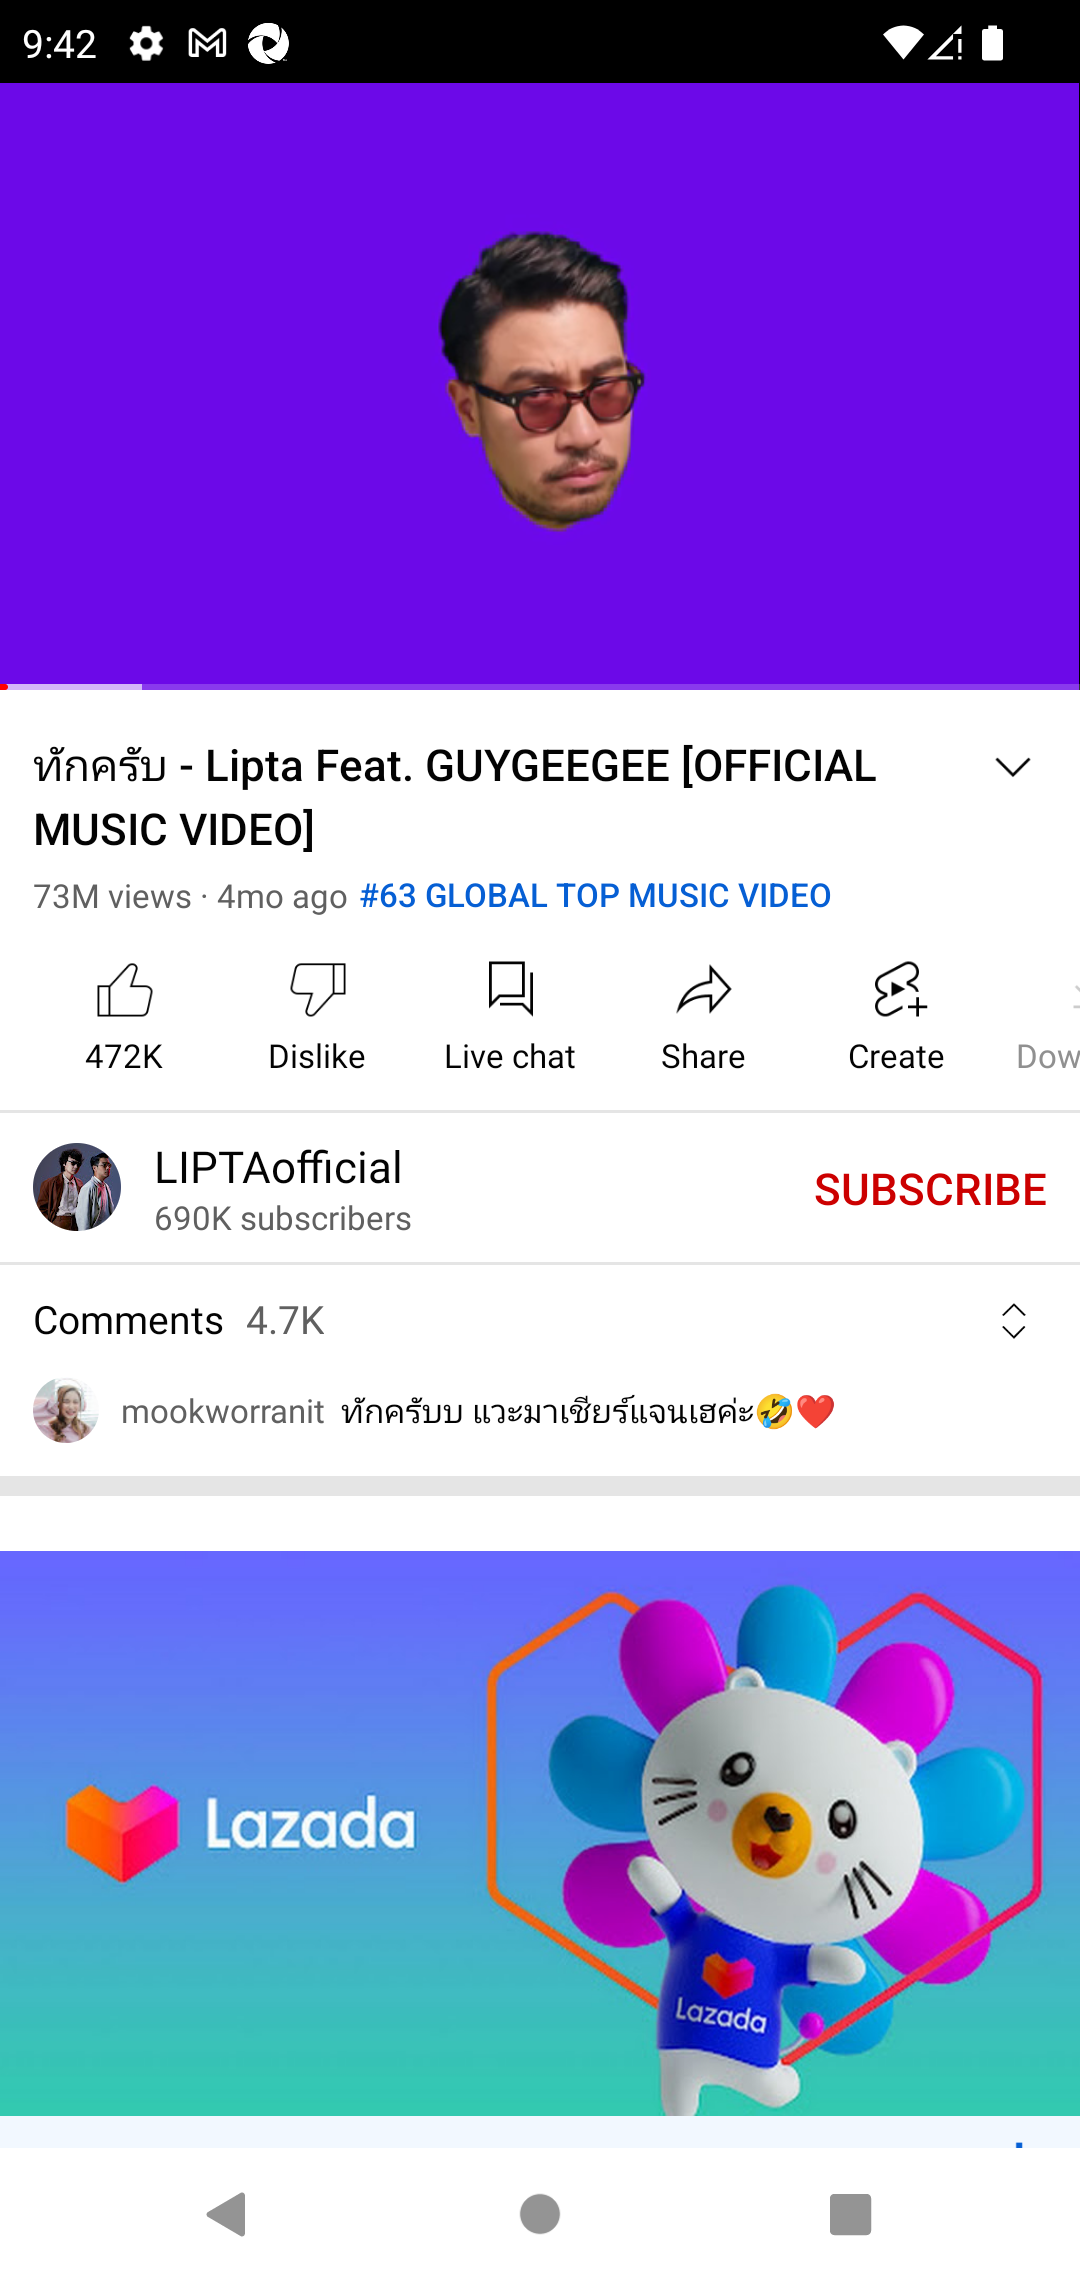 9:42
ทักครับ - Lipta Feat. GUYGEEGEE [OFFICIAL
MUSIC VIDEO]
73M views · 4mo ago #63 GLOBAL TOP MUSIC VIDEO
472K Dislike Live chat Share Create Dow
LIPTAofficial
690K subscribers
SUBSCRIBE
Comments 4.7K
mookworranit ทักครับบ แวะมาเชียร์แจนเฮค่ะ🤣❤️
Lazada
Lazada